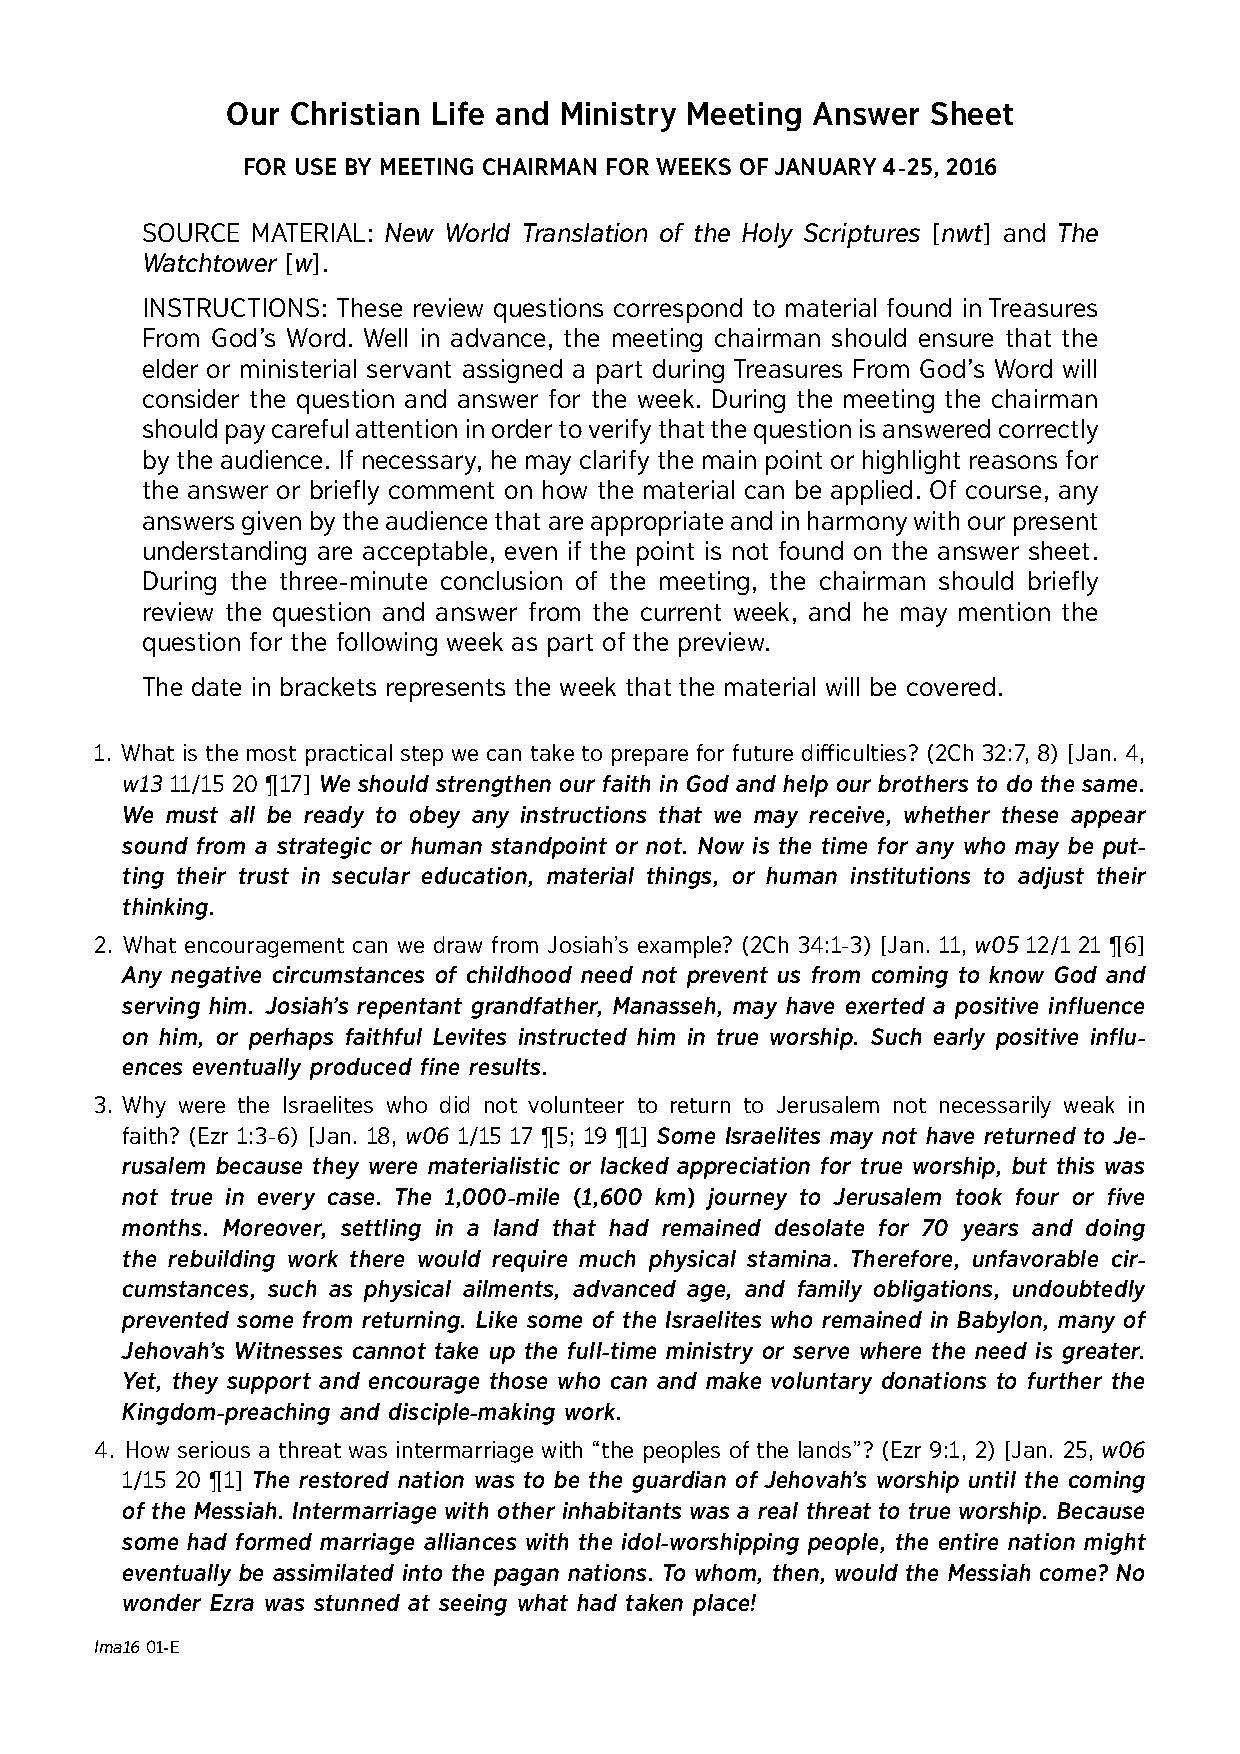 Our Christian Life and Ministry Meeting Answer Sheet
FOR USE BY MEETING CHAIRMAN FOR WEEKS OF JANUARY 4-25, 2016
SOURCE MATERIAL: New World Translation of the Holy Scriptures [nwt] and The
Watchtower [w].
INSTRUCTIONS: These review questions correspond to material found in Treasures
From God’s Word. Well in advance, the meeting chairman should ensure that the
elder or ministerial servant assigned a part during Treasures From God’s Word will
consider the question and answer for the week. During the meeting the chairman
should pay careful attention in order to verify that the question is answered correctly
by the audience. If necessary, he may clarify the main point or highlight reasons for
the answer or briefly comment on how the material can be applied. Of course, any
answers given by the audience that are appropriate and in harmony with our present
understanding are acceptable, even if the point is not found on the answer sheet.
During the three-minute conclusion of the meeting, the chairman should briefly
review the question and answer from the current week, and he may mention the
question for the following week as part of the preview.
The date in brackets represents the week that the material will be covered.
1. What is the most practical step we can take to prepare for future difficulties? (2Ch 32:7, 8) [Jan. 4,
w13 11/15 20 ¶17] We should strengthen our faith in God and help our brothers to do the same.
We must all be ready to obey any instructions that we may receive, whether these appear
sound from a strategic or human standpoint or not. Now is the time for any who may be put-
ting their trust in secular education, material things, or human institutions to adjust their
thinking.
2. What encouragement can we draw from Josiah’s example? (2Ch 34:1-3) [Jan. 11, w05 12/1 21 ¶6]
Any negative circumstances of childhood need not prevent us from coming to know God and
serving him. Josiah’s repentant grandfather, Manasseh, may have exerted a positive influence
on him, or perhaps faithful Levites instructed him in true worship. Such early positive influ-
ences eventually produced fine results.
3. Why were the Israelites who did not volunteer to return to Jerusalem not necessarily weak in
faith? (Ezr 1:3-6) [Jan. 18, w06 1/15 17 ¶5; 19 ¶1] Some Israelites may not have returned to Je-
rusalem because they were materialistic or lacked appreciation for true worship, but this was
not true in every case. The 1,000-mile (1,600 km) journey to Jerusalem took four or five
months. Moreover, settling in a land that had remained desolate for 70 years and doing
the rebuilding work there would require much physical stamina. Therefore, unfavorable cir-
cumstances, such as physical ailments, advanced age, and family obligations, undoubtedly
prevented some from returning. Like some of the Israelites who remained in Babylon, many of
Jehovah’s Witnesses cannot take up the full-time ministry or serve where the need is greater.
Yet, they support and encourage those who can and make voluntary donations to further the
Kingdom-preaching and disciple-making work.
4. How serious a threat was intermarriage with “the peoples of the lands”? (Ezr 9:1, 2) [Jan. 25, w06
1/15 20 ¶1] The restored nation was to be the guardian of Jehovah’s worship until the coming
of the Messiah. Intermarriage with other inhabitants was a real threat to true worship. Because
some had formed marriage alliances with the idol-worshipping people, the entire nation might
eventually be assimilated into the pagan nations. To whom, then, would the Messiah come? No
wonder Ezra was stunned at seeing what had taken place!
lma16 01-E